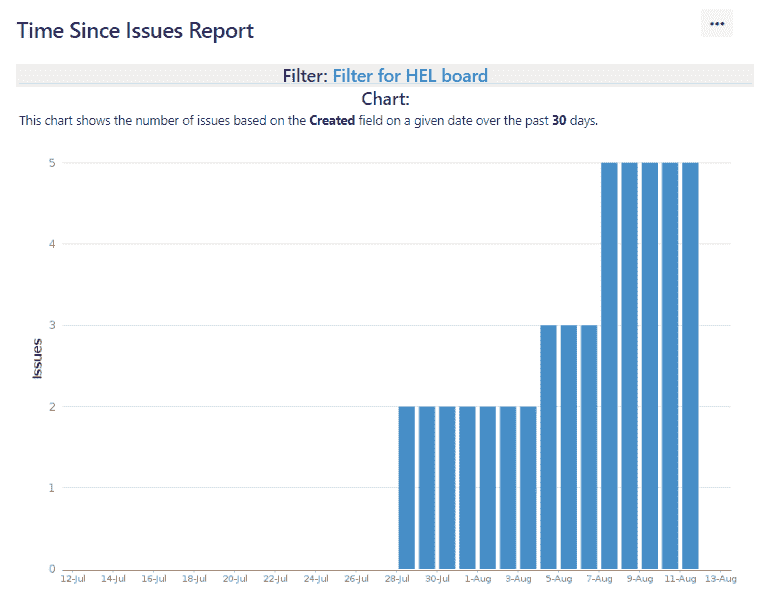 Time Since Issues Report
•••
Filter: Filter for HEL board
Chart:
This chart shows the number of issues based on the Created field on a given date over the past 30 days.
5
4
3
2
1
0
Issues
12-Jul 14-Jul 16-Jul 18-Jul 20-Jul 22-Jul 24-Jul 26-Jul 28-Jul 30-Jul 1-Aug 3-Aug 5-Aug 7-Aug 9-Aug 11-Aug 13-Aug